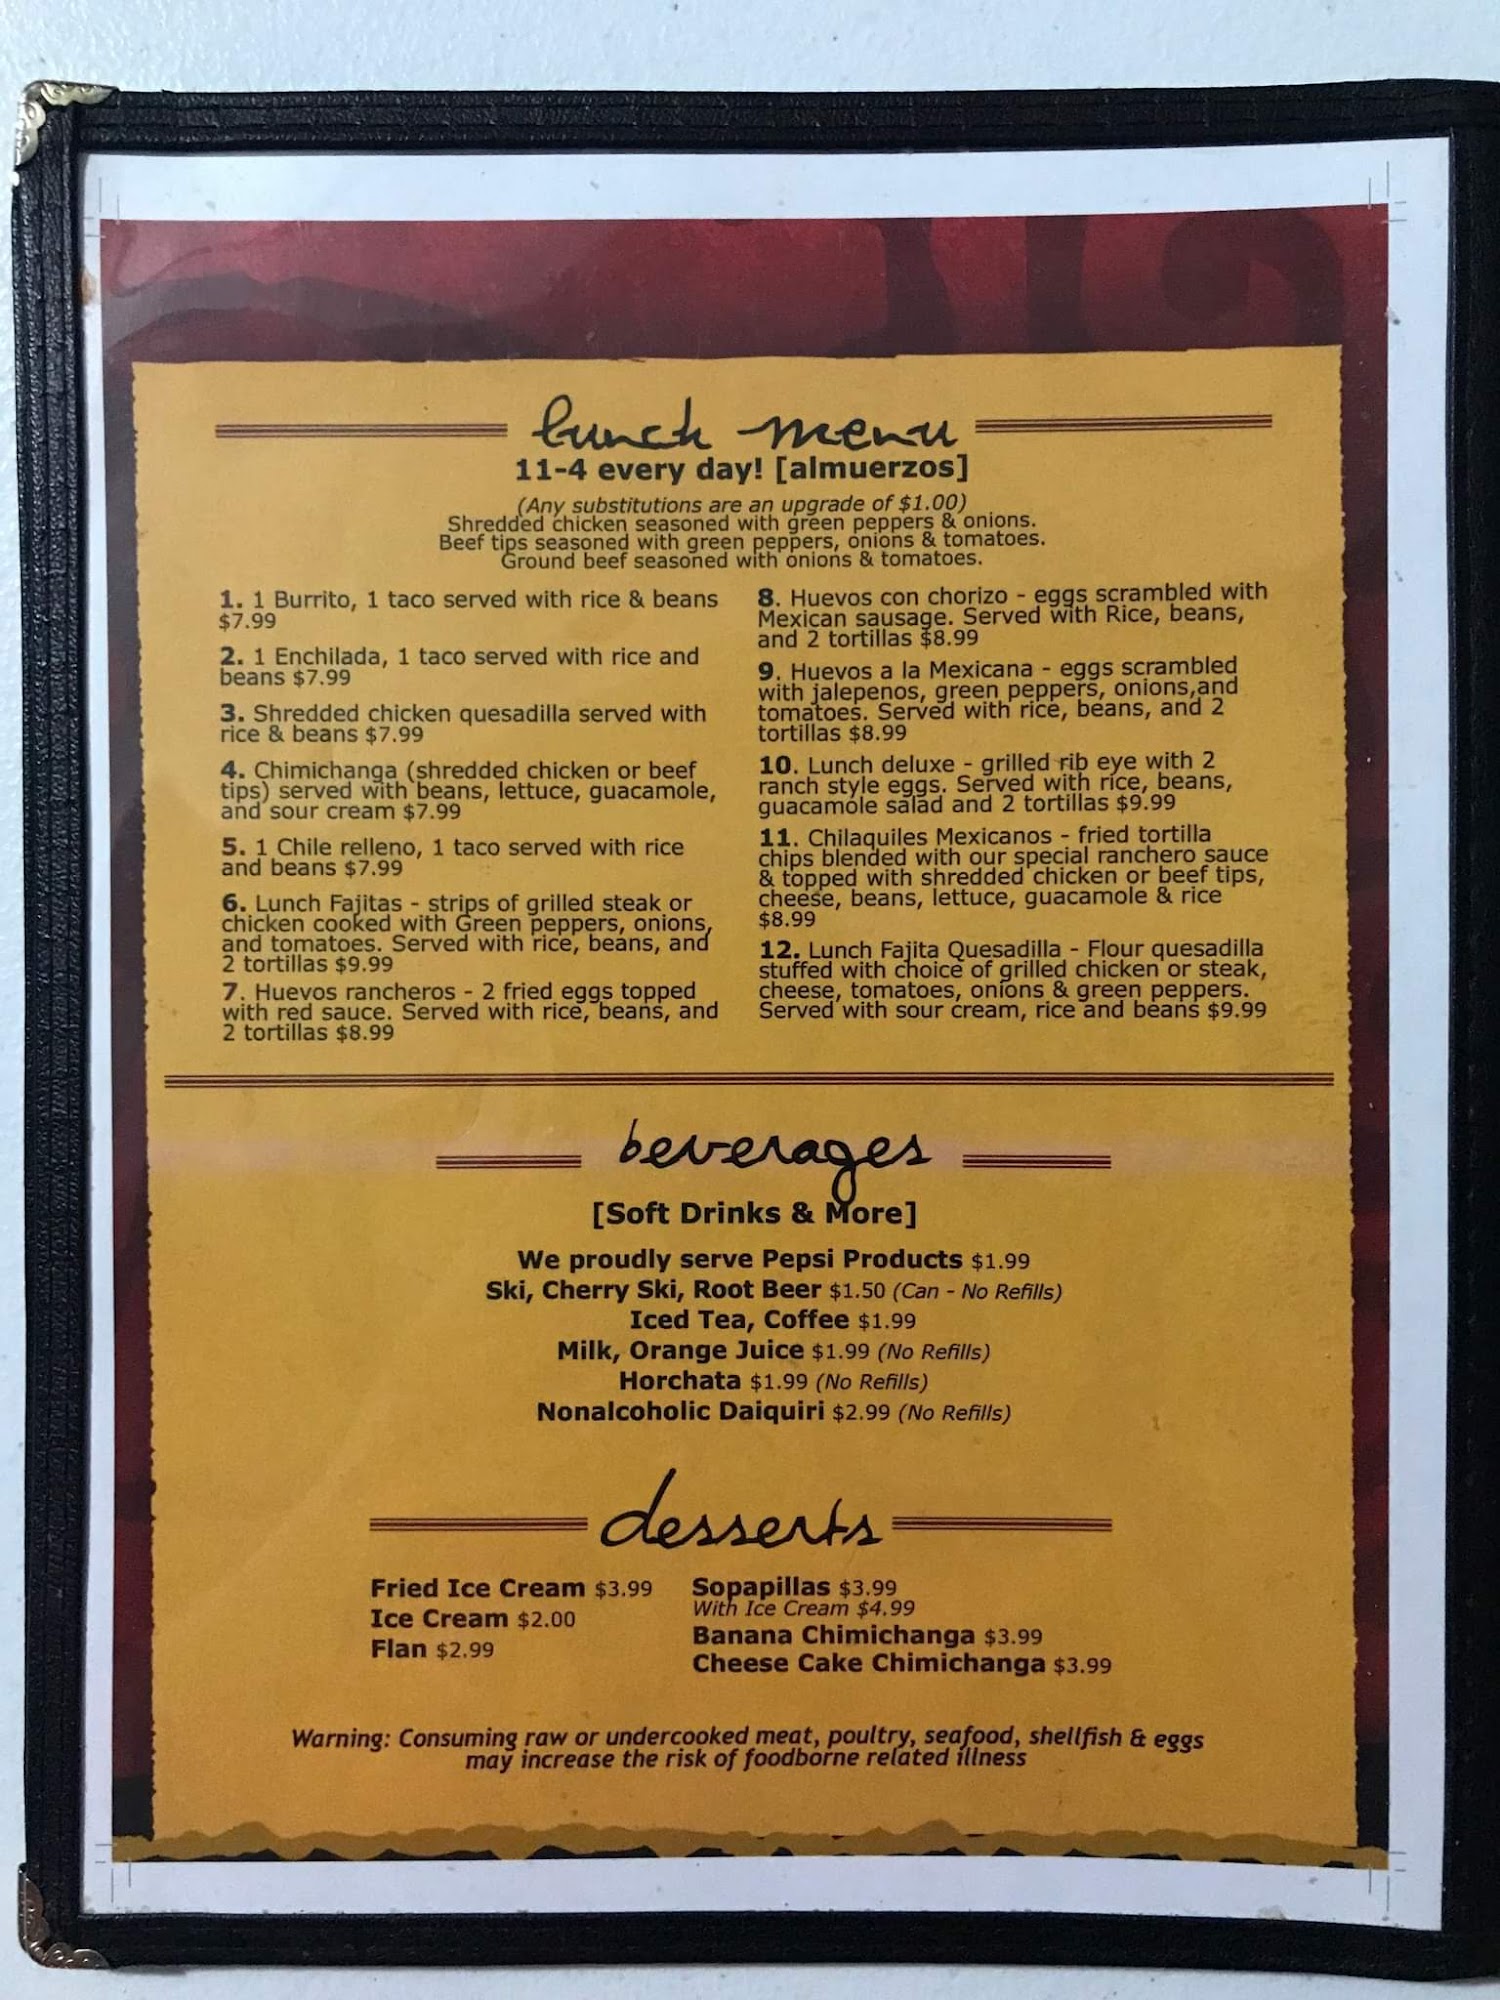 lunch menu
11-4 every day! [almuerzos]
(Any substitutions are an upgrade of $1.00)
Shredded chicken seasoned with green peppers & onions.
Beef tips seasoned with green peppers, onions & tomatoes.
Ground beef seasoned with onions & tomatoes.
1. 1 Burrito, 1 taco served with rice & beans
$7.99
2. 1 Enchilada, 1 taco served with rice and
beans $7.99
3. Shredded chicken quesadilla served with
rice & beans $7.99
4. Chimichanga (shredded chicken or beef
tips) served with beans, lettuce, guacamole,
and sour cream $7.99
5. 1 Chile relleno, 1 taco served with rice
and beans $7.99
6. Lunch Fajitas - strips of grilled steak or
chicken cooked with Green peppers, onions,
and tomatoes. Served with rice, beans, and
2 tortillas $9.99
7. Huevos rancheros - 2 fried eggs topped
with red sauce. Served with rice, beans, and
2 tortillas $8.99
8. Huevos con chorizo - eggs scrambled with
Mexican sausage. Served with Rice, beans,
and 2 tortillas $8.99
9. Huevos a la Mexicana - eggs scrambled
with jalepenos, green peppers, onions,and
tomatoes. Served with rice, beans, and 2
tortillas $8.99
10. Lunch deluxe - grilled rib eye with 2
ranch style eggs. Served with rice, beans,
guacamole salad and 2 tortillas $9.99
11. Chilaquiles Mexicanos - fried tortilla
chips blended with our special ranchero sauce
& topped with shredded chicken or beef tips,
cheese, beans, lettuce, guacamole & rice
$8.99
12. Lunch Fajita Quesadilla - Flour quesadilla
stuffed with choice of grilled chicken or steak,
cheese, tomatoes, onions & green peppers.
Served with sour cream, rice and beans $9.99
beverages
[Soft Drinks & More]
We proudly serve Pepsi Products $1.99
Ski, Cherry Ski, Root Beer $1.50 (Can - No Refills)
Iced Tea, Coffee $1.99
Milk, Orange Juice $1.99 (No Refills)
Horchata $1.99 (No Refills)
Nonalcoholic Daiquiri $2.99 (No Refills)
desserts
Fried Ice Cream $3.99
Ice Cream $2.00
Flan $2.99
Sopapillas $3.99
With Ice Cream $4.99
Banana Chimichanga $3.99
Cheese Cake Chimichanga $3.99
Warning: Consuming raw or undercooked meat, poultry, seafood, shellfish & eggs
may increase the risk of foodborne related illness